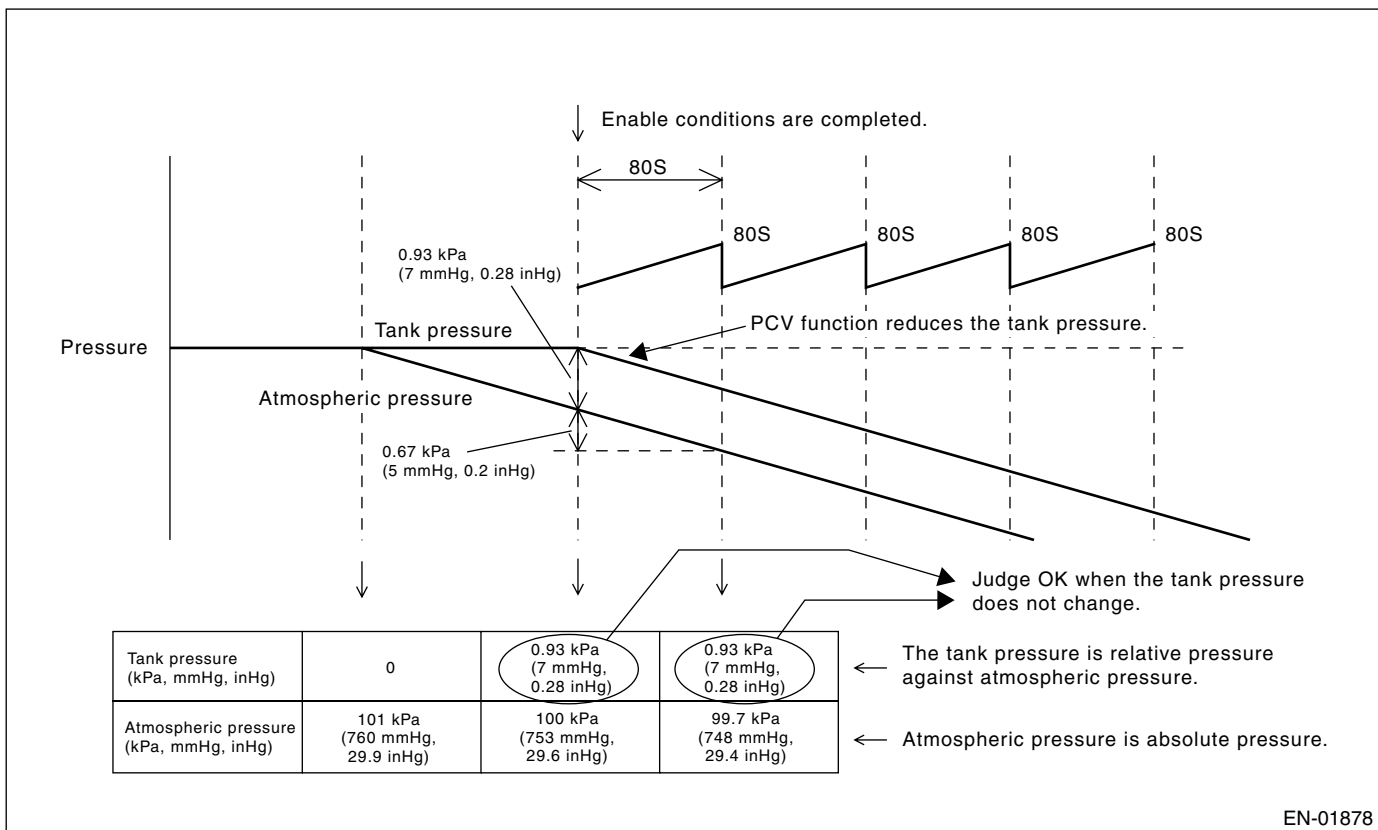 Enable conditions are completed.
80S
80S
80S
80S
80S
0.93 kPa
(7 mmHg, 0.28 inHg)
Tank pressure
PCV function reduces the tank pressure.
Pressure
Atmospheric pressure
0.67 kPa
(5 mmHg, 0.2 inHg)
Judge OK when the tank pressure
does not change.
Tank pressure
(kPa, mmHg, inHg)
0
0.93 kPa
(7 mmHg,
0.28 inHg)
0.93 kPa
(7 mmHg,
0.28 inHg)
The tank pressure is relative pressure
against atmospheric pressure.
Atmospheric pressure
(kPa, mmHg, inHg)
101 kPa
(760 mmHg,
29.9 inHg)
100 kPa
(753 mmHg,
29.6 inHg)
99.7 kPa
(748 mmHg,
29.4 inHg)
Atmospheric pressure is absolute pressure.
EN-01878